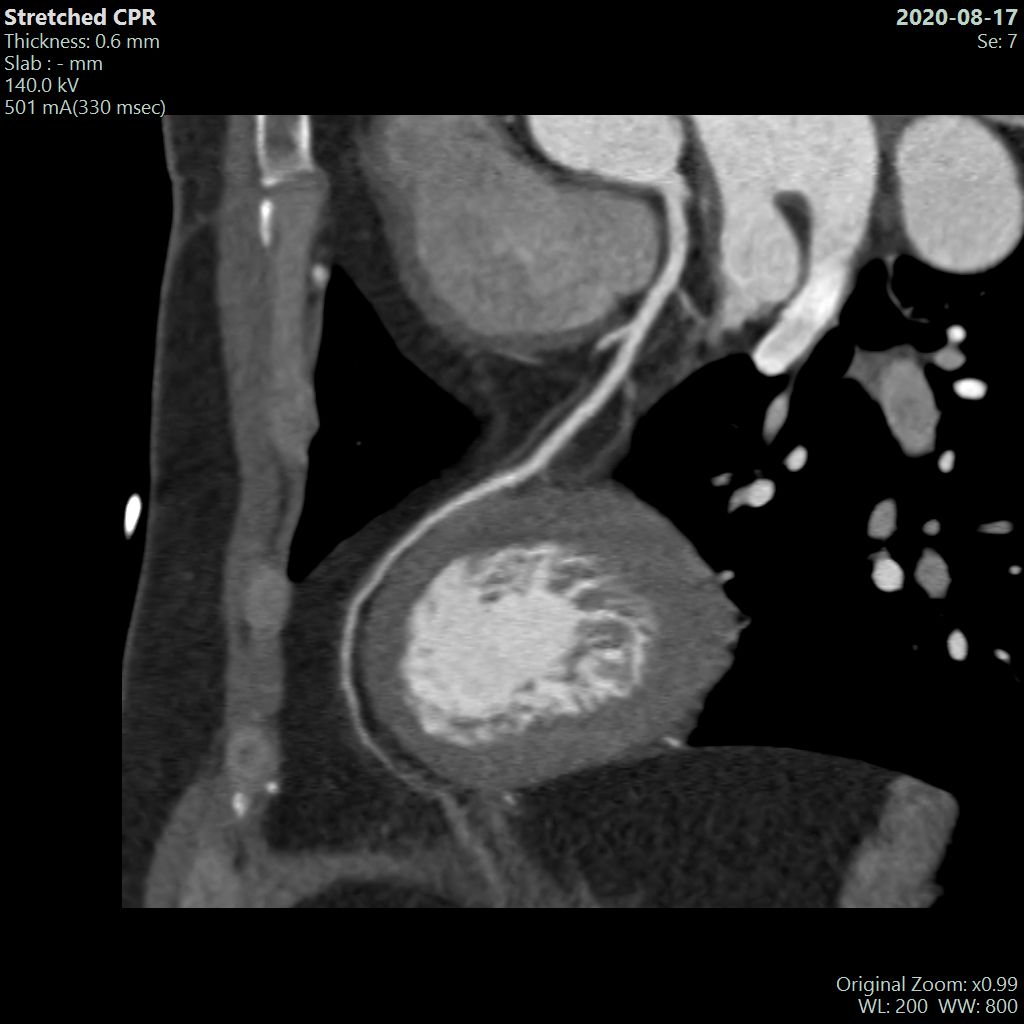 Stretched CPR
Thickness: 0.6 mm
Slab : - mm
140.0 kV
501 mA(330 msec)
2020-08-17
Se: 7
Original Zoom: x0.99
WL: 200 WW: 800